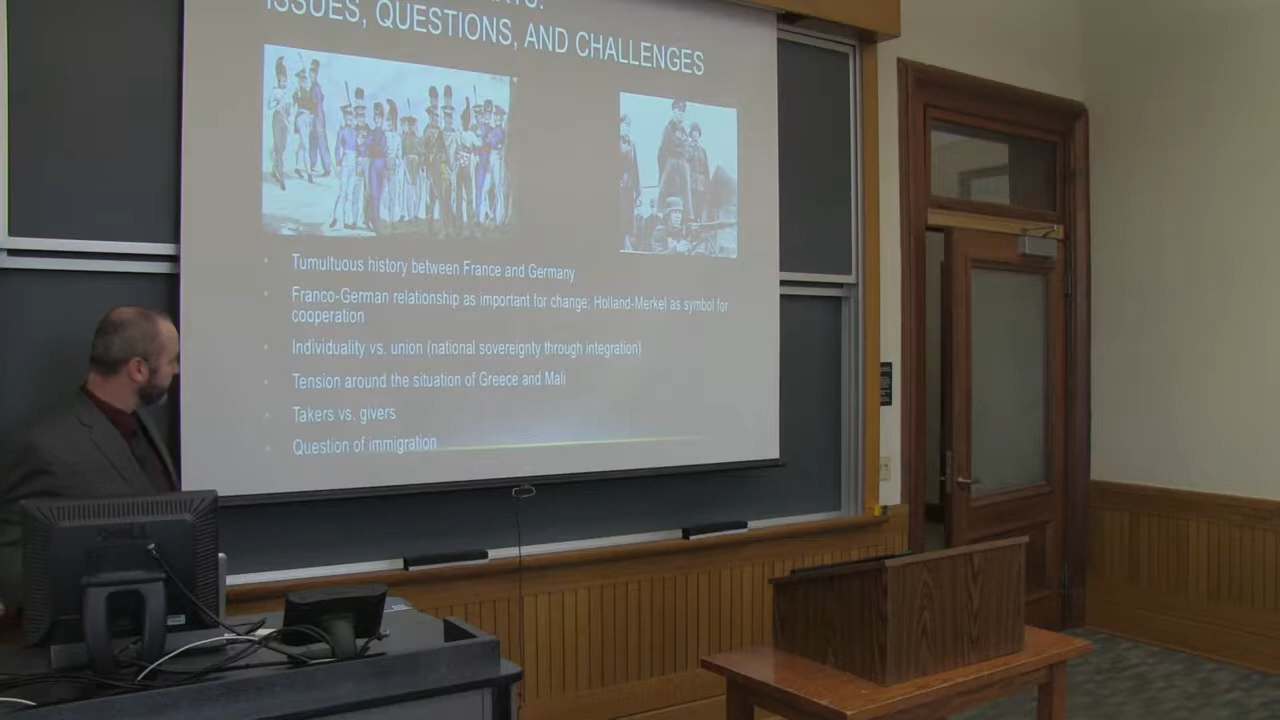 ISSUES, QUESTIONS, AND CHALLENGES
Tumultuous history between France and Germany
Franco-German relationship as important for change; Holland-Merkel as symbol for
cooperation
Individuality vs. union (national sovereignty through integration)
Tension around the situation of Greece and Mali
Takers vs. givers
Question of immigration